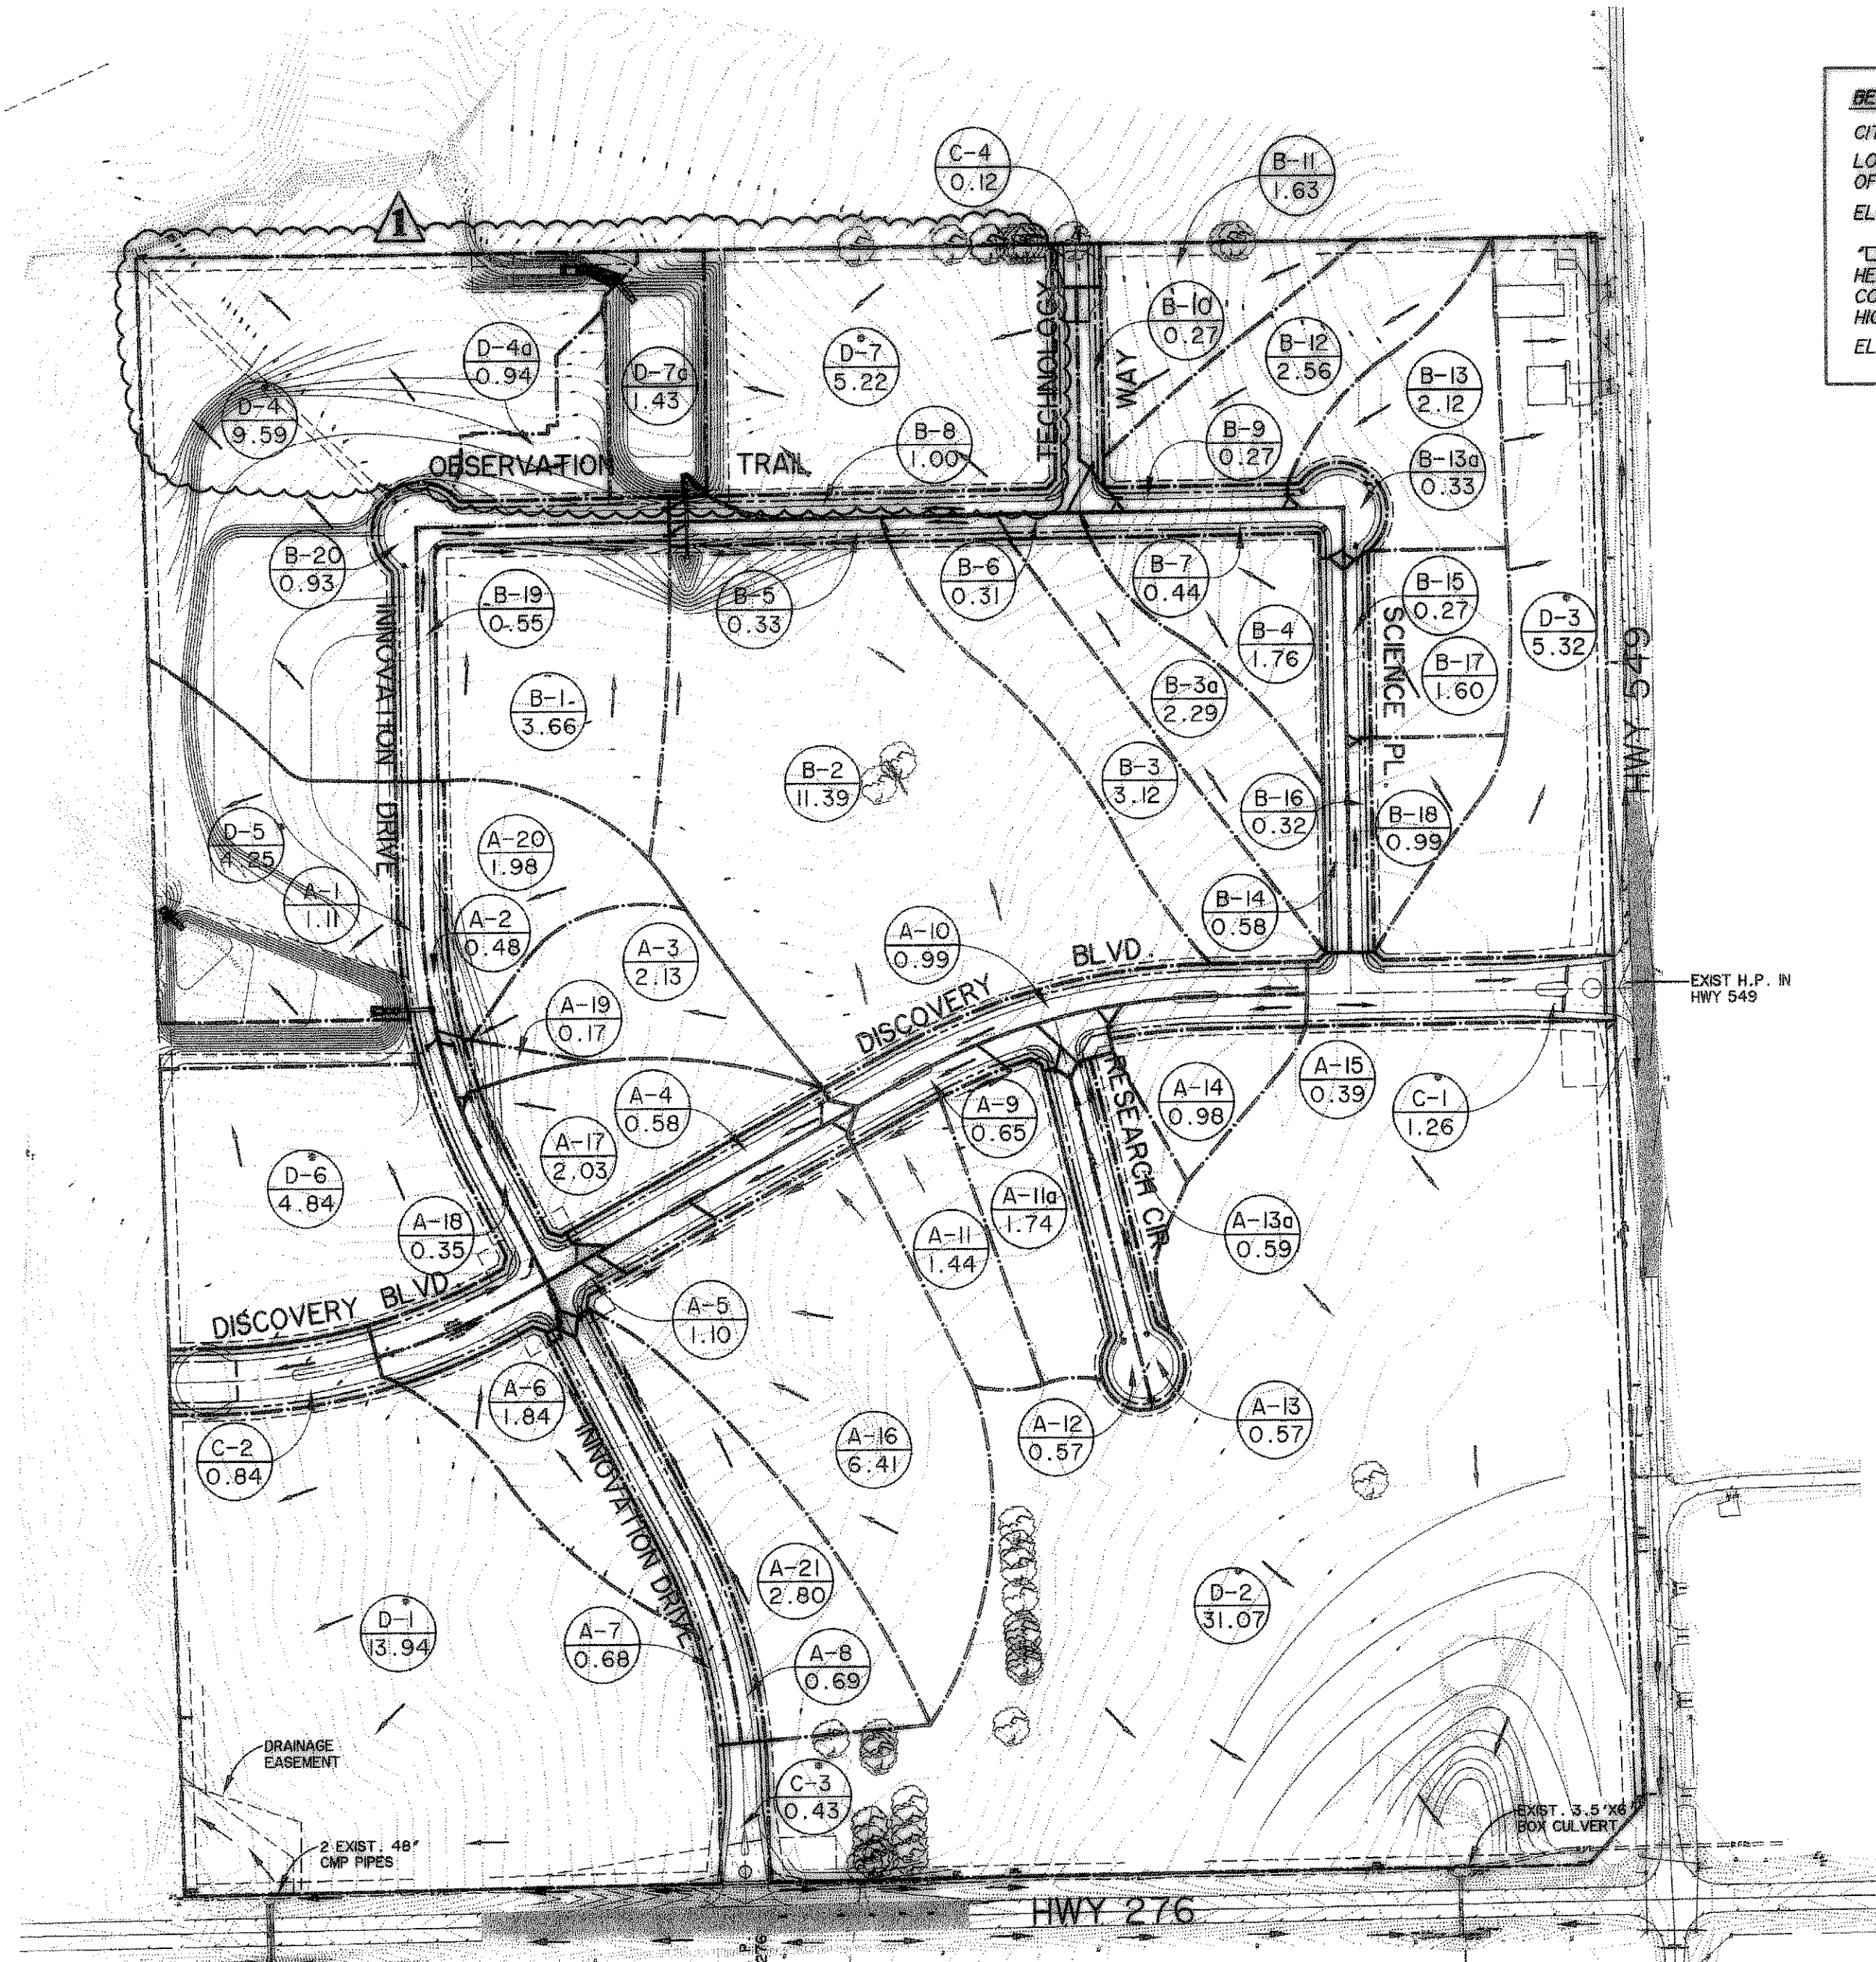 C-4
0.12
B-11
1.63
1
D-4a
0.94
D-7a
1.43
D-7
5.22
TECHNOLOGY
WAY
B-10
0.27
B-12
2.56
B-13
2.12
D-4
9.59
B-8
1.00
B-9
0.27
B-13a
0.33
OBSERVATION TRAIL
B-20
0.93
B-19
0.55
B-5
0.33
B-6
0.31
B-7
0.44
B-4
1.76
B-15
0.27
D-3
5.32
SCIENCE PL.
HWY 549
INNOVATION DRIVE
B-1
3.66
B-3a
2.29
B-17
1.60
B-2
11.39
B-3
3.12
B-16
0.32
B-18
0.99
D-5
4.25
A-20
1.98
A-1
1.11
A-2
0.48
A-3
2.13
A-10
0.99
B-14
0.58
DISCOVERY BLVD.
EXIST H.P. IN
HWY 549
A-19
0.17
A-4
0.58
A-9
0.65
RESEARCH CIR
A-14
0.98
A-15
0.39
C-1
1.26
A-17
2.03
D-6
4.84
A-18
0.35
A-11
1.44
A-11a
1.74
A-13a
0.59
DISCOVERY BLVD.
A-5
1.10
A-6
1.84
C-2
0.84
A-16
6.41
A-12
0.57
A-13
0.57
INNOVATION DRIVE
A-21
2.80
D-1
13.94
A-7
0.68
A-8
0.69
D-2
31.07
DRAINAGE
EASEMENT
C-3
0.43
2 EXIST. 48"
CMP PIPES
EXIST. 3.5'X6'
BOX CULVERT
HWY 276
276
BE
CIT
LO
OF
EL
HE
CO
HIG
EL